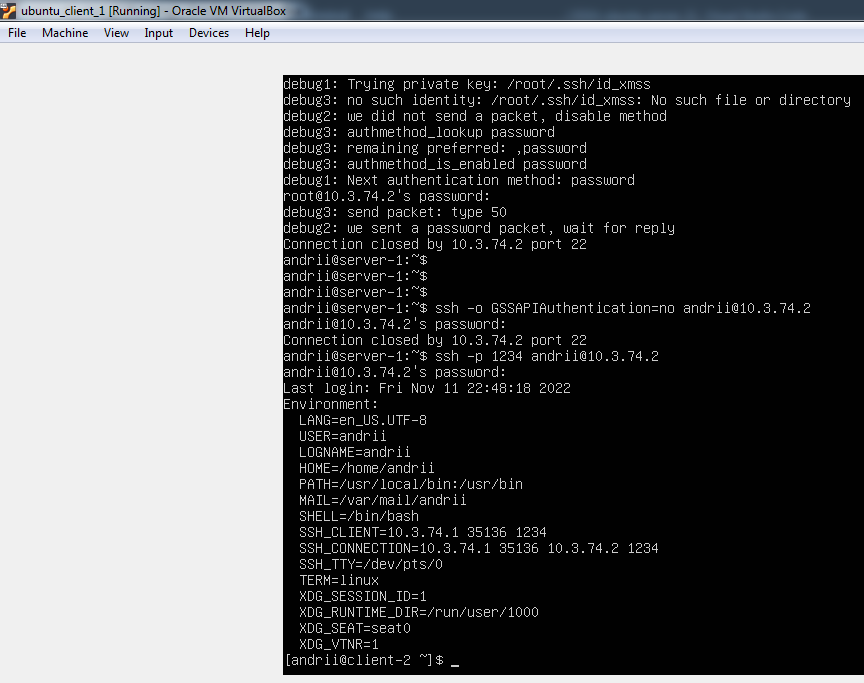 ubuntu_client_1 [Running] - Oracle VM VirtualBox
File Machine View Input Devices Help
debug1: Trying private key: /root/.ssh/id_xmss
debug3: no such identity: /root/.ssh/id_xmss: No such file or directory
debug2: we did not send a packet, disable method
debug3: authmethod_lookup password
debug3: remaining preferred: ,password
debug3: authmethod_is_enabled password
debug1: Next authentication method: password
root@10.3.74.2's password:
debug3: send packet: type 50
debug2: we sent a password packet, wait for reply
Connection closed by 10.3.74.2 port 22
andrii@server-1:~$
andrii@server-1:~$
andrii@server-1:~$
andrii@server-1:~$ ssh -o GSSAPIAuthentication=no andrii@10.3.74.2
andrii@10.3.74.2's password:
Connection closed by 10.3.74.2 port 22
andrii@server-1:~$ ssh -p 1234 andrii@10.3.74.2
andrii@10.3.74.2's password:
Last login: Fri Nov 11 22:48:18 2022
Environment:
  LANG=en_US.UTF-8
  USER=andrii
  LOGNAME=andrii
  HOME=/home/andrii
  PATH=/usr/local/bin:/usr/bin
  MAIL=/var/mail/andrii
  SHELL=/bin/bash
  SSH_CLIENT=10.3.74.1 35136 1234
  SSH_CONNECTION=10.3.74.1 35136 10.3.74.2 1234
  SSH_TTY=/dev/pts/0
  TERM=linux
  XDG_SESSION_ID=1
  XDG_RUNTIME_DIR=/run/user/1000
  XDG_SEAT=seat0
  XDG_VTNR=1
[andrii@client-2 ~]$ _